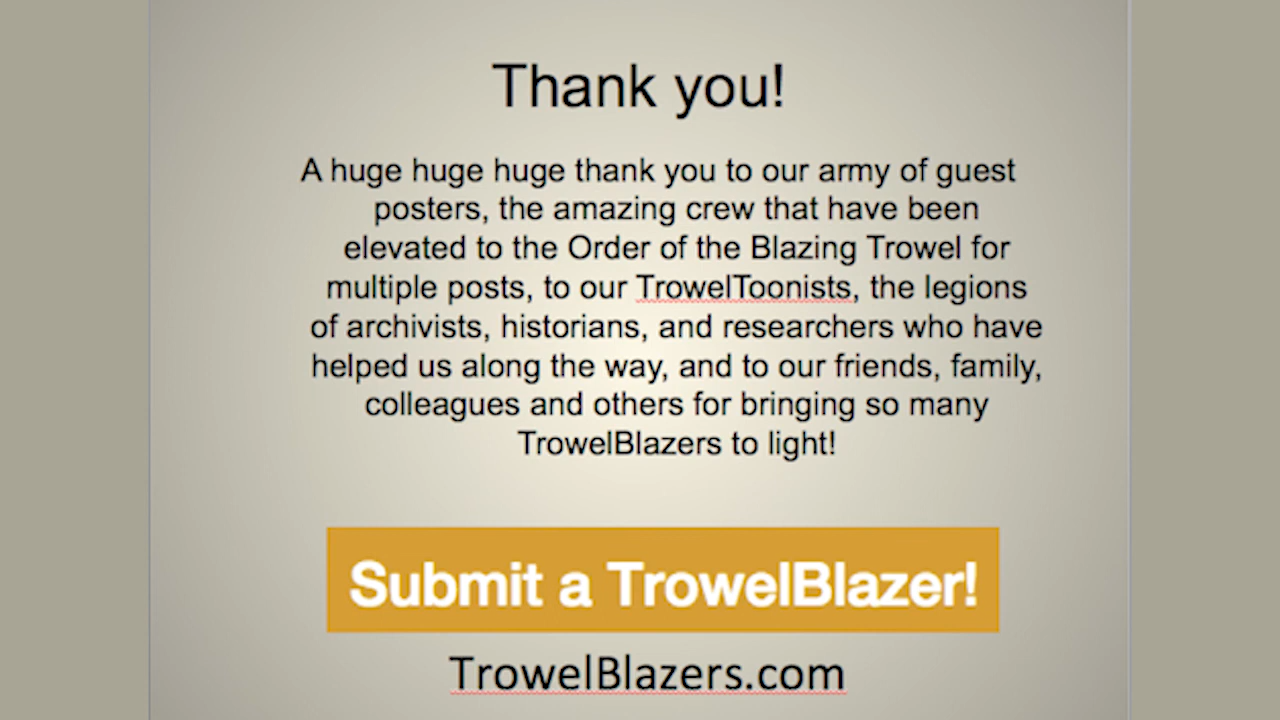 Thank you!
A huge huge huge thank you to our army of guest
posters, the amazing crew that have been
elevated to the Order of the Blazing Trowel for
multiple posts, to our TrowelToonists, the legions
of archivists, historians, and researchers who have
helped us along the way, and to our friends, family,
colleagues and others for bringing so many
TrowelBlazers to light!
Submit a TrowelBlazer!
TrowelBlazers.com